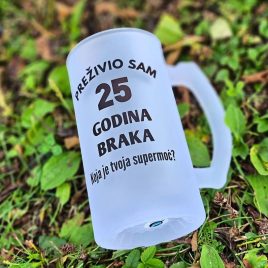 PREŽIVIO SAM
25
GODINA
BRAKA
Koja je tvoja supermoć?